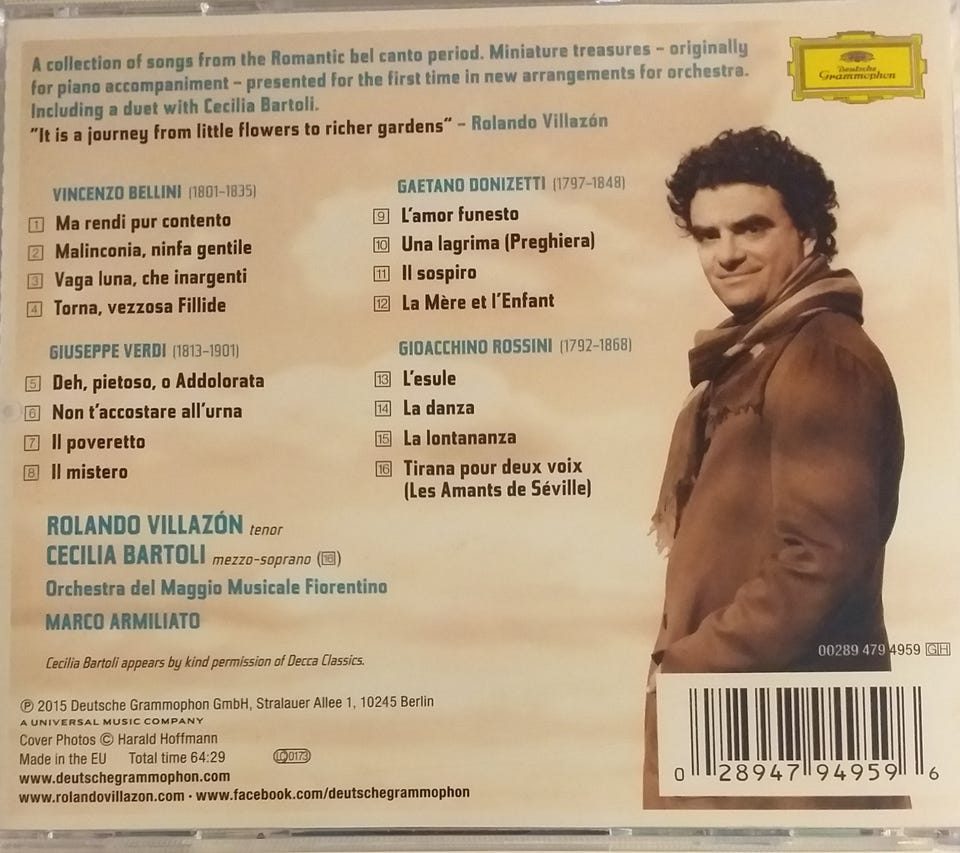 A collection of songs from the Romantic bel canto period. Miniature treasures – originally
for piano accompaniment – presented for the first time in new arrangements for orchestra.
Including a duet with Cecilia Bartoli.
"It is a journey from little flowers to richer gardens" – Rolando Villazón
Deutsche
Grammophon
VINCENZO BELLINI (1801–1835)
1 Ma rendi pur contento
2 Malinconia, ninfa gentile
3 Vaga luna, che inargenti
4 Torna, vezzosa Fillide
GIUSEPPE VERDI (1813–1901)
5 Deh, pietoso, o Addolorata
6 Non t'accostare all'urna
7 Il poveretto
8 Il mistero
GAETANO DONIZETTI (1797–1848)
9 L'amor funesto
10 Una lagrima (Preghiera)
11 Il sospiro
12 La Mère et l'Enfant
GIOACCHINO ROSSINI (1792–1868)
13 L'esule
14 La danza
15 La lontananza
16 Tirana pour deux voix
(Les Amants de Séville)
ROLANDO VILLAZÓN tenor
CECILIA BARTOLI mezzo-soprano (16)
Orchestra del Maggio Musicale Fiorentino
MARCO ARMILIATO
Cecilia Bartoli appears by kind permission of Decca Classics.
℗ 2015 Deutsche Grammophon GmbH, Stralauer Allee 1, 10245 Berlin
A UNIVERSAL MUSIC COMPANY
Cover Photos © Harald Hoffmann
Made in the EU Total time 64:29 LC 0173
www.deutschegrammophon.com
www.rolandovillazon.com · www.facebook.com/deutschegrammophon
00289 479 4959 GH
0 28947 94959 6